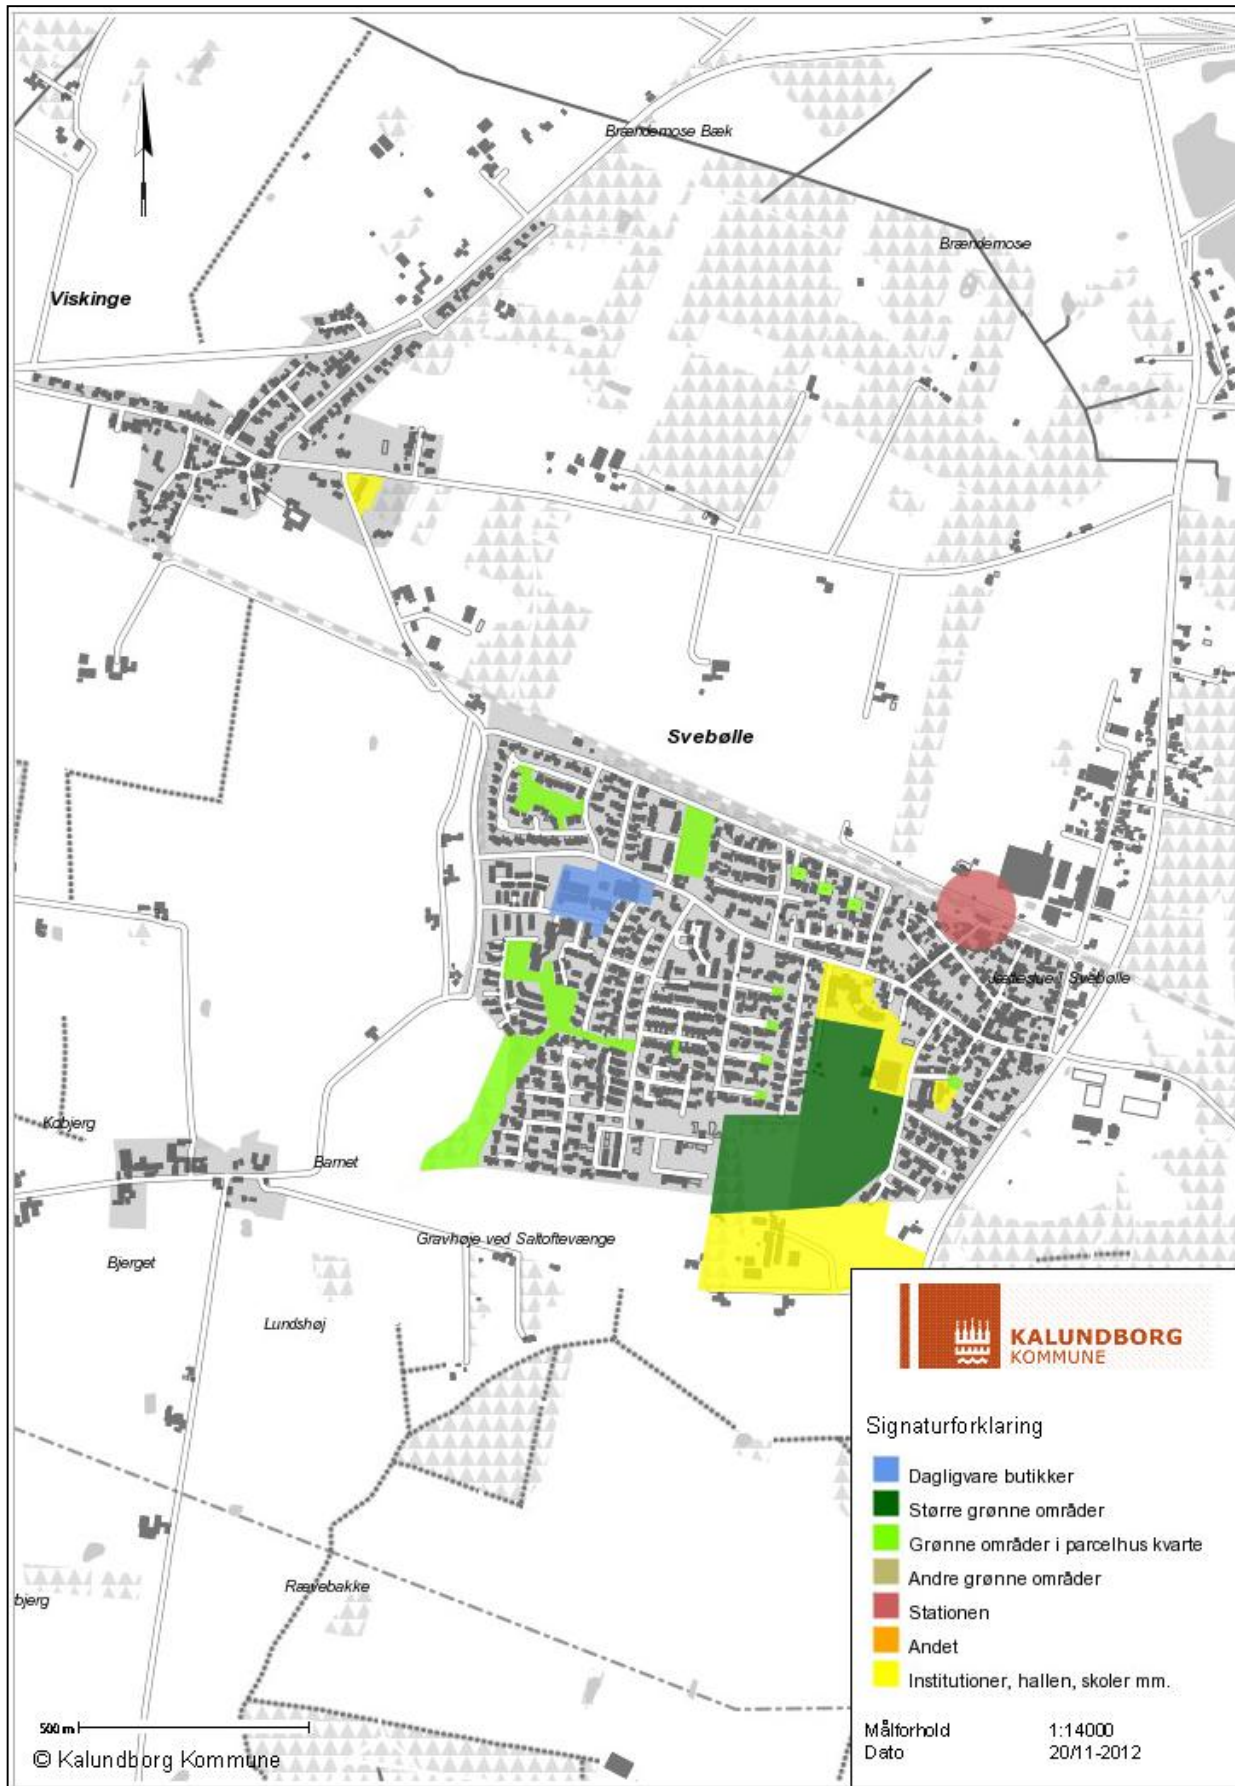 Brændemose Bæk
Brændemose
Viskinge
Svebølle
Jættestue i Svebølle
Kobjerg
Barnet
Gravhøje ved Saltoftevænge
Bjerget
Lundshøj
KALUNDBORG
KOMMUNE
Signaturforklaring
Dagligvare butikker
Større grønne områder
Grønne områder i parcelhus kvarte
Andre grønne områder
Stationen
Andet
Institutioner, hallen, skoler mm.
Rævebakke
bjerg
500 m
© Kalundborg Kommune
Målforhold 1:14000
Dato 20/11-2012